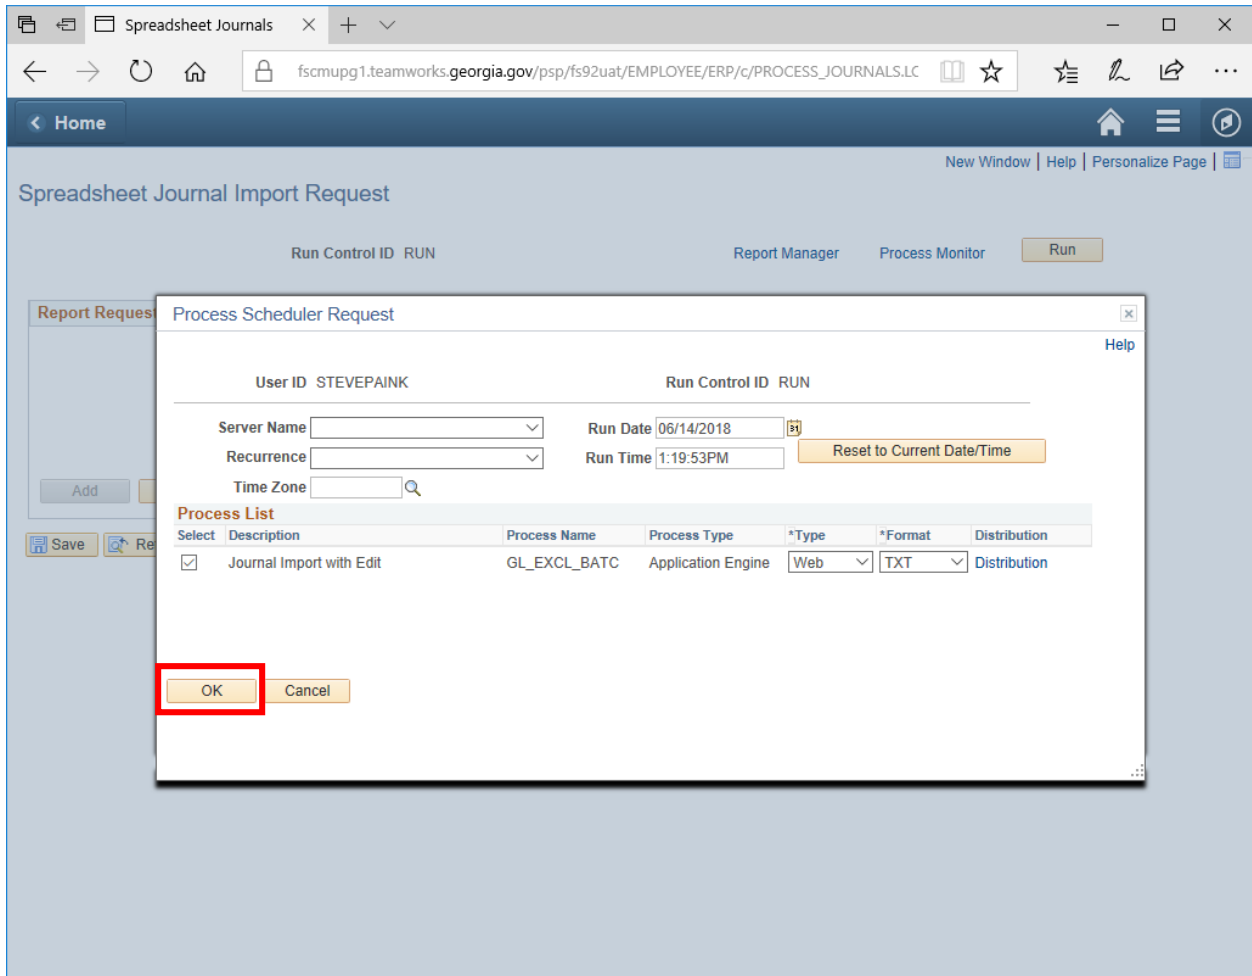 Spreadsheet Journals
fscmupg1.teamworks.georgia.gov/psp/fs92uat/EMPLOYEE/ERP/c/PROCESS_JOURNALS.LC
Home
New Window | Help | Personalize Page |
Spreadsheet Journal Import Request
Run Control ID RUN Report Manager Process Monitor Run
Report Request
Process Scheduler Request
Help
User ID STEVEPAINK Run Control ID RUN
Server Name Run Date 06/14/2018 31
Recurrence Run Time 1:19:53PM Reset to Current Date/Time
Time Zone
Add
Process List
Select Description Process Name Process Type *Type *Format Distribution
Save Re
Journal Import with Edit GL_EXCL_BATC Application Engine Web TXT Distribution
OK Cancel